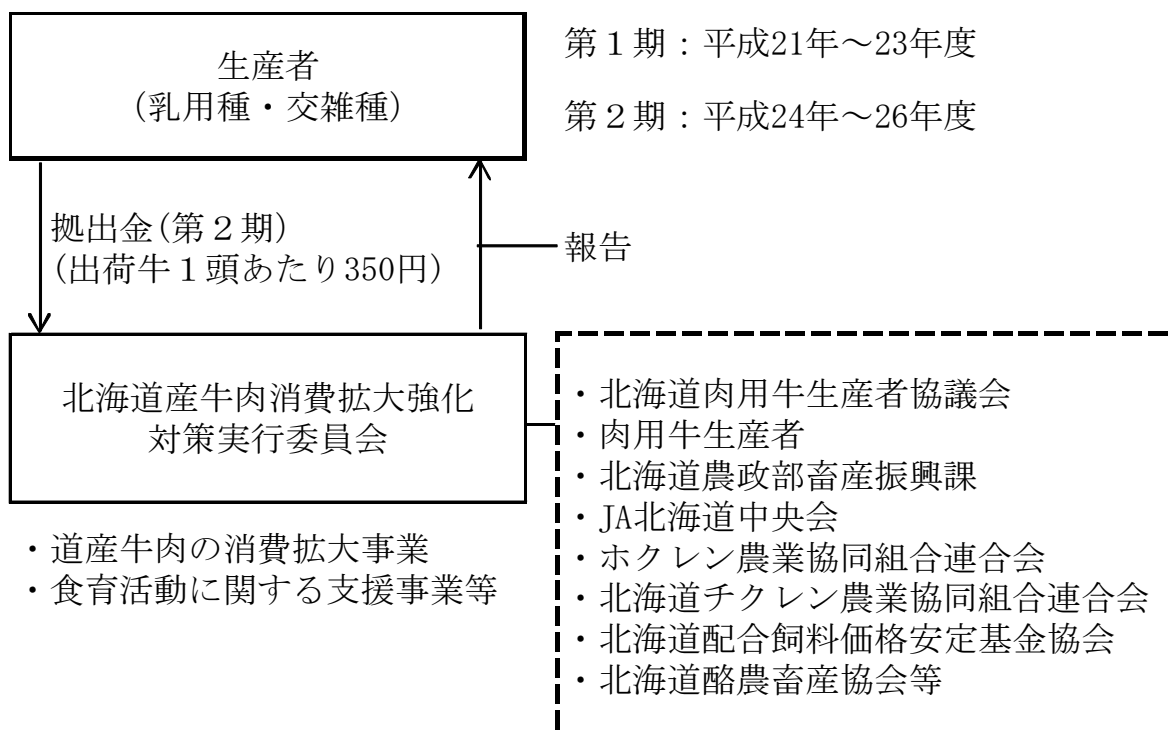 生産者
(乳用種・交雑種)
第１期：平成21年～23年度
第２期：平成24年～26年度
拠出金(第２期)
(出荷牛１頭あたり350円)
報告
北海道産牛肉消費拡大強化
対策実行委員会
・道産牛肉の消費拡大事業
・食育活動に関する支援事業等
・北海道肉用牛生産者協議会
・肉用牛生産者
・北海道農政部畜産振興課
・JA北海道中央会
・ホクレン農業協同組合連合会
・北海道チクレン農業協同組合連合会
・北海道配合飼料価格安定基金協会
・北海道酪農畜産協会等